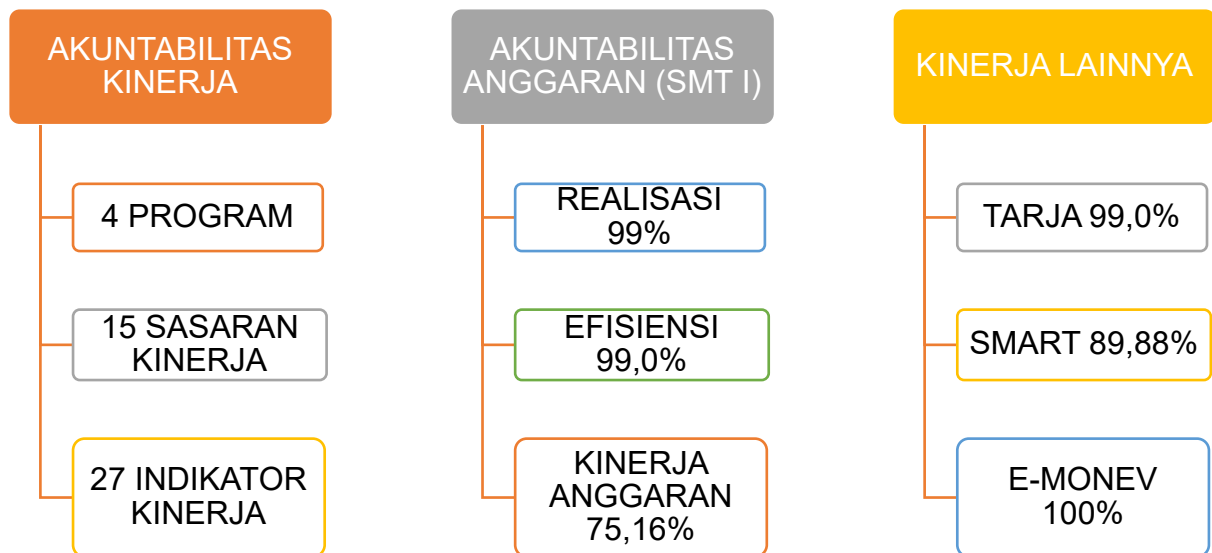 AKUNTABILITAS
KINERJA
4 PROGRAM
15 SASARAN
KINERJA
27 INDIKATOR
KINERJA
AKUNTABILITAS
ANGGARAN (SMT I)
REALISASI
99%
EFISIENSI
99,0%
KINERJA
ANGGARAN
75,16%
KINERJA LAINNYA
TARJA 99,0%
SMART 89,88%
E-MONEV
100%